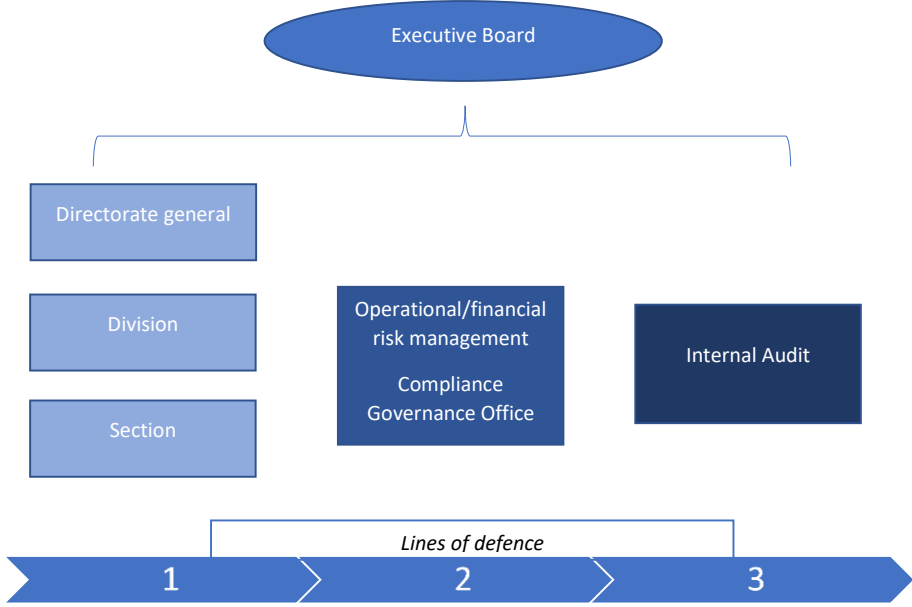 Executive Board
Directorate general
Division
Section
Operational/financial
risk management
Compliance
Governance Office
Internal Audit
Lines of defence
1
2
3